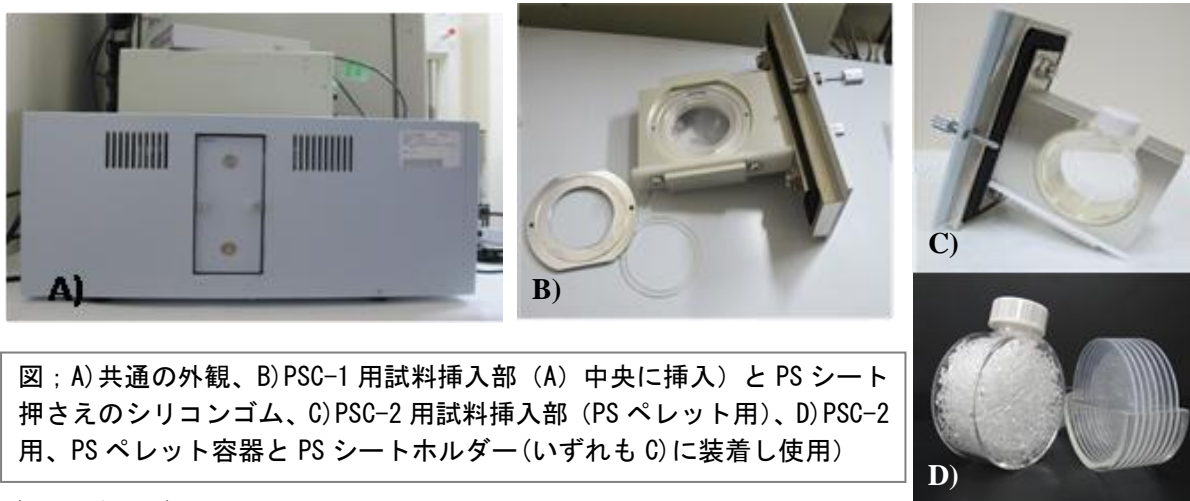 A)
B)
C)
D)
図；A)共通の外観、B)PSC-1 用試料挿入部（A）中央に挿入）と PS シート
押さえのシリコンゴム、C)PSC-2 用試料挿入部（PS ペレット用）、D)PSC-2
用、PS ペレット容器と PS シートホルダー(いずれも C)に装着し使用）